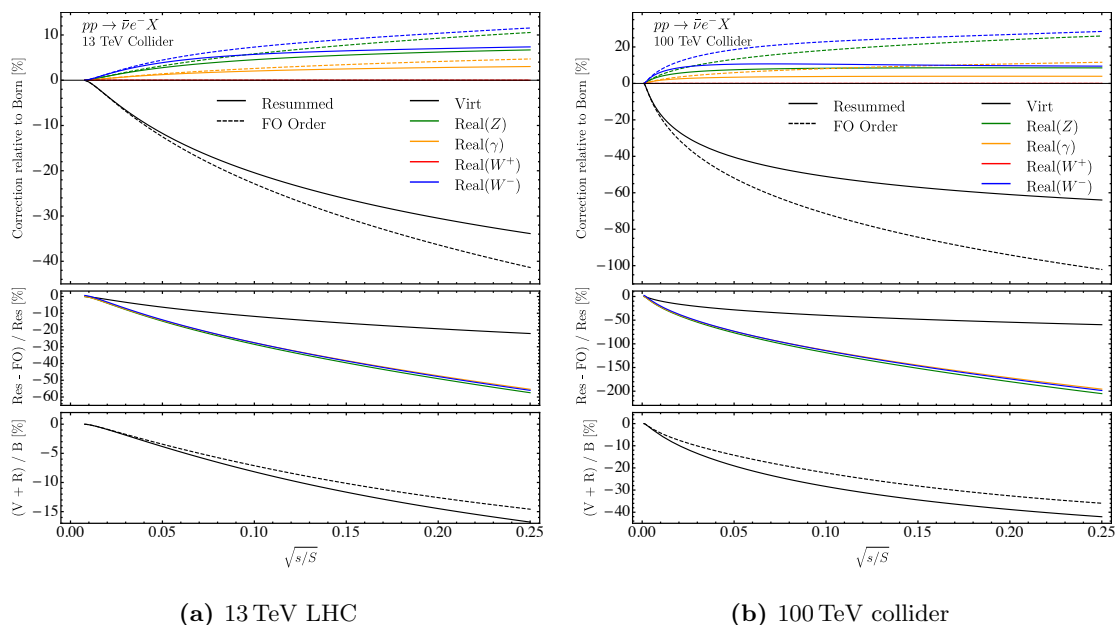 pp → ν̄e⁻X
13 TeV Collider
Correction relative to Born [%]
10
0
−10
−20
−30
−40
Resummed
FO Order
Virt
Real(Z)
Real(γ)
Real(W⁺)
Real(W⁻)
Res - FO) / Res [%]
0
−10
−20
−30
−40
−50
−60
(V + R) / B [%]
0
−5
−10
−15
0.00 0.05 0.10 0.15 0.20 0.25
√s/S
(a) 13 TeV LHC
pp → ν̄e⁻X
100 TeV Collider
Correction relative to Born [%]
20
0
−20
−40
−60
−80
−100
Resummed
FO Order
Virt
Real(Z)
Real(γ)
Real(W⁺)
Real(W⁻)
Res - FO) / Res [%]
0
−50
−100
−150
−200
(V + R) / B [%]
0
−10
−20
−30
−40
0.00 0.05 0.10 0.15 0.20 0.25
√s/S
(b) 100 TeV collider